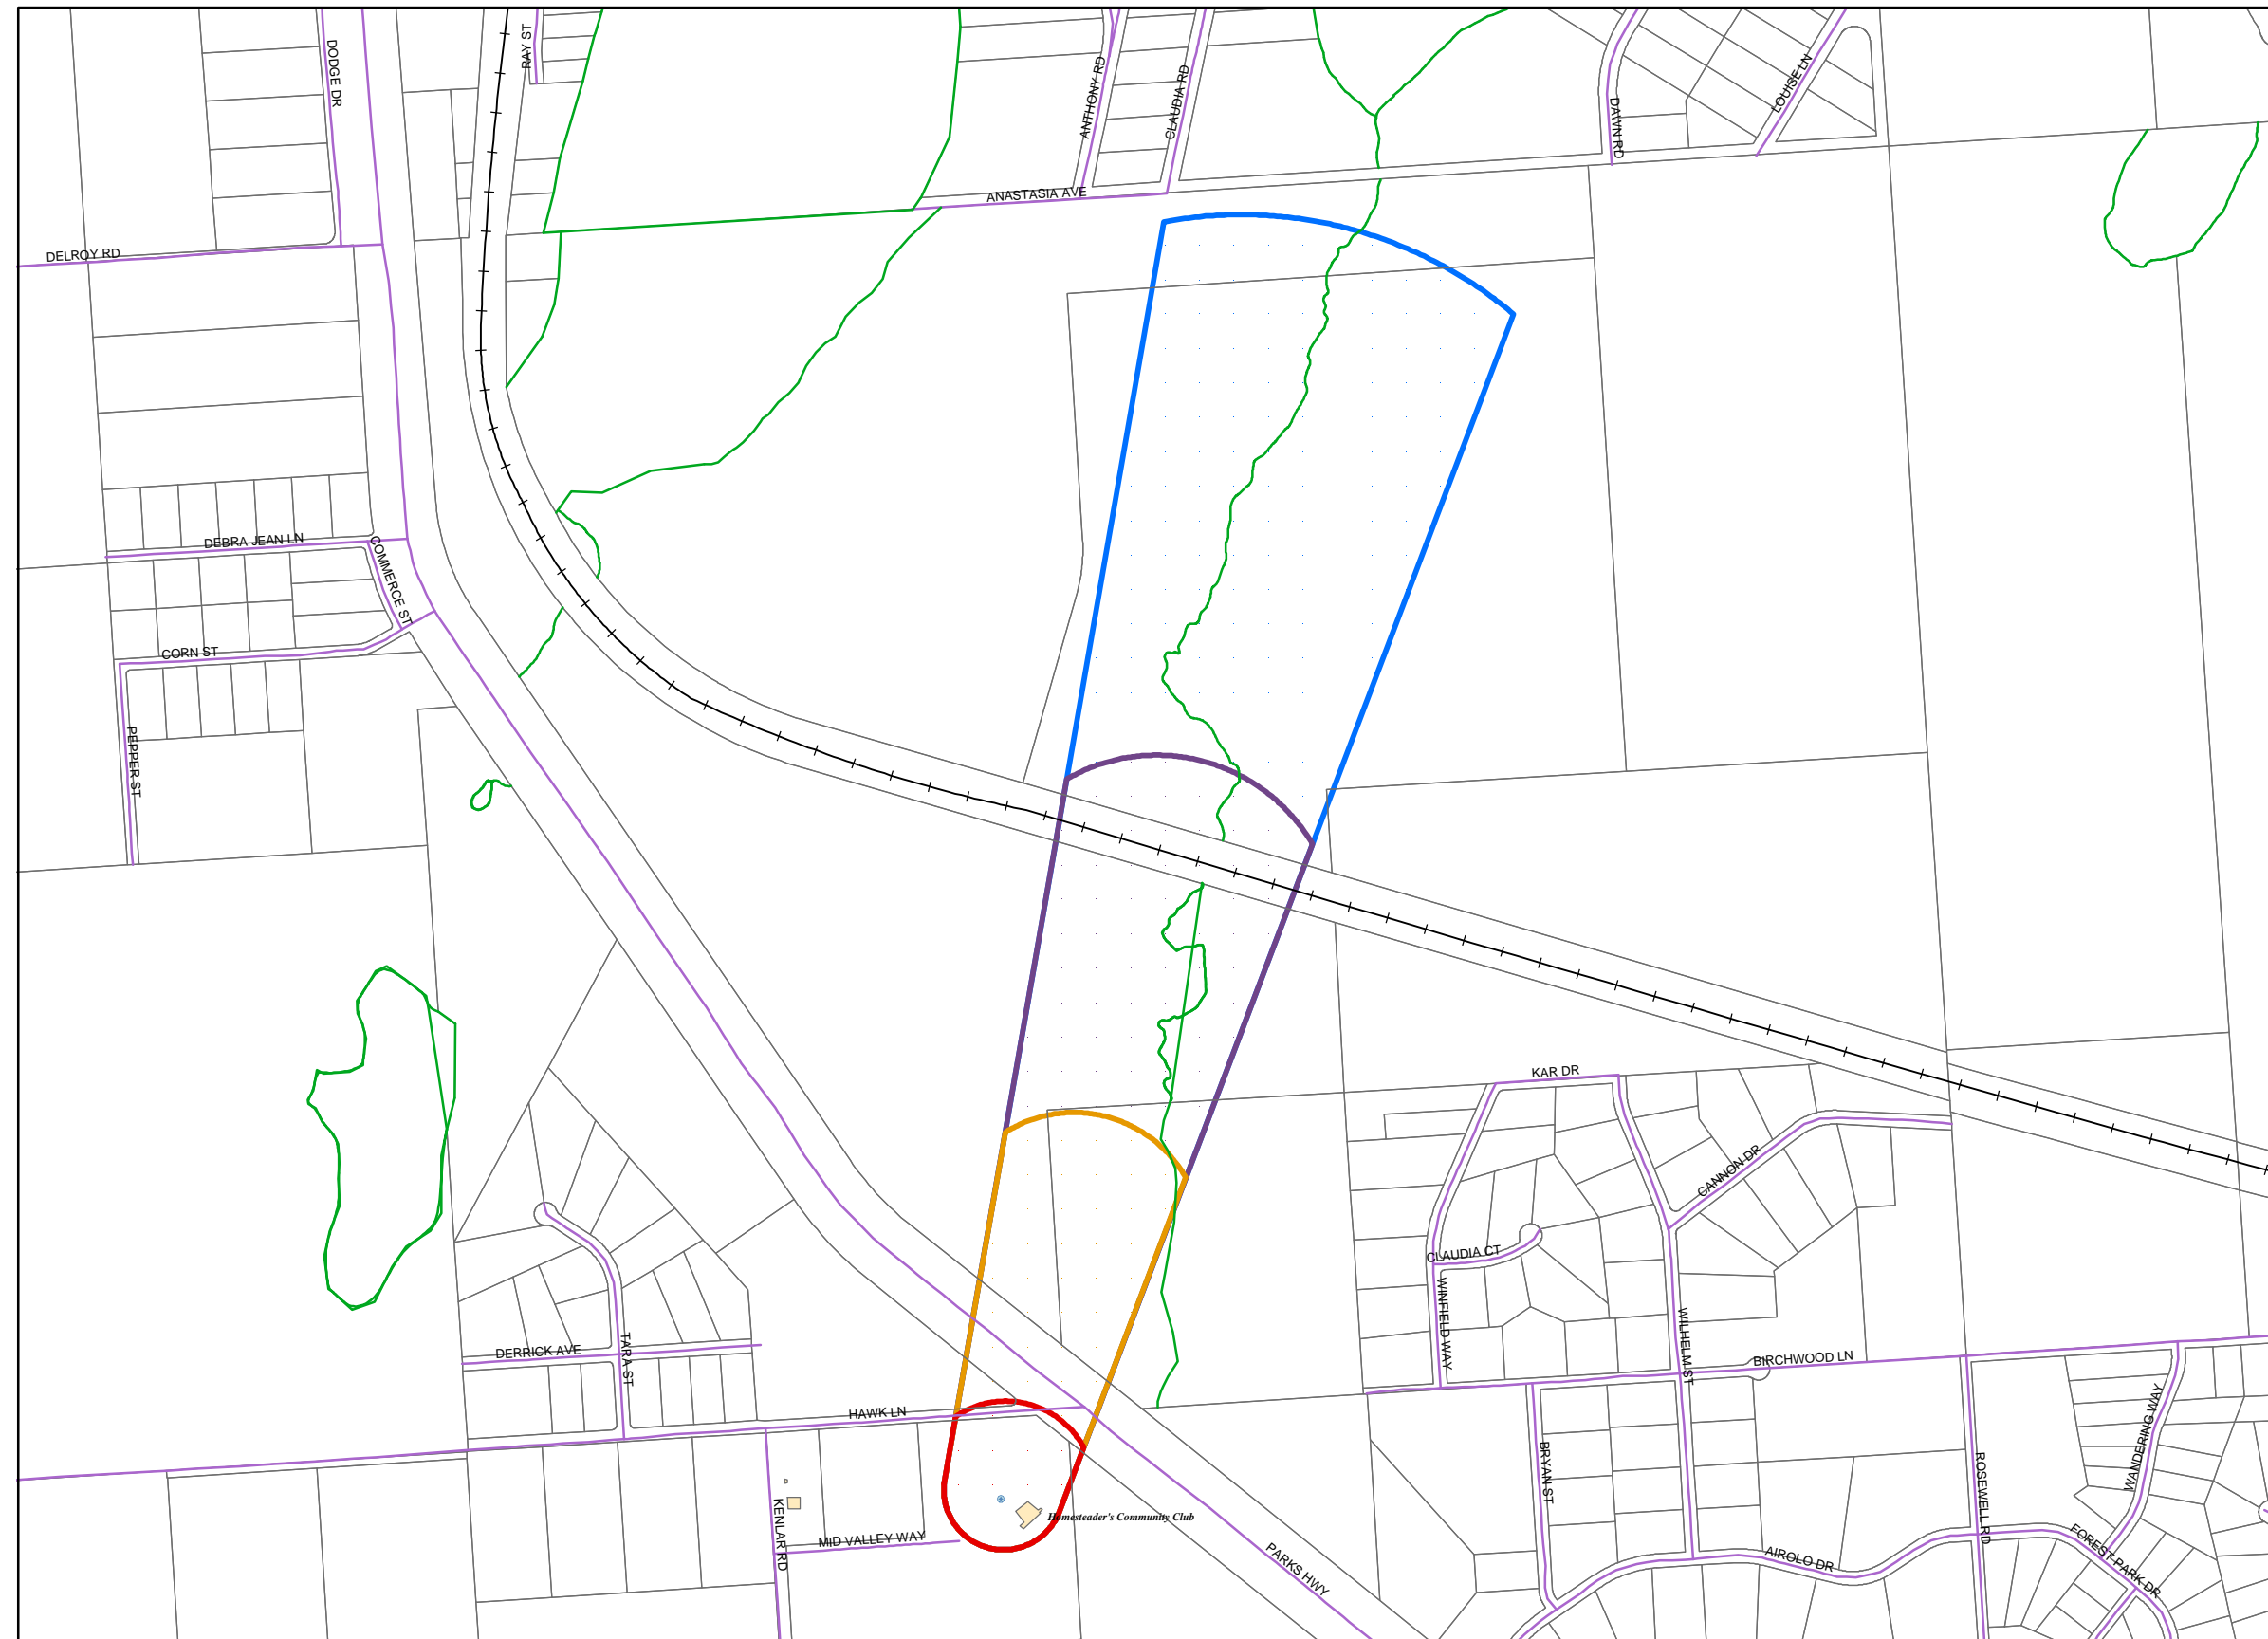 DODGE DR
RAY ST
ANTHONY RD
CLAUDIA RD
DAWN RD
LOUISE LN
ANASTASIA AVE
DELROY RD
DEBRA JEAN LN
COMMERCE ST
CORN ST
PEPPER ST
KAR DR
CANNON DR
CLAUDIA CT
WINFIELD WAY
WILHELM ST
BIRCHWOOD LN
DERRICK AVE
TARA ST
HAWK LN
WANDERING WAY
BRYAN ST
ROSEWELL RD
KENLAR RD
Homesteader's Community Club
MID VALLEY WAY
PARKS HWY
AIROLO DR
FOREST PARK DR